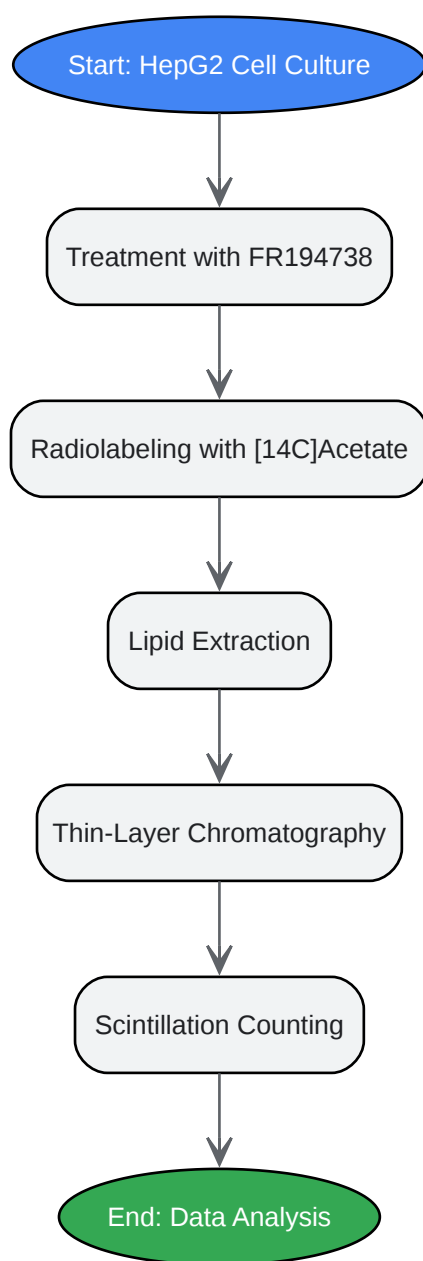 Start: HepG2 Cell Culture
Treatment with FR194738
Radiolabeling with [14C]Acetate
Lipid Extraction
Thin-Layer Chromatography
Scintillation Counting
End: Data Analysis